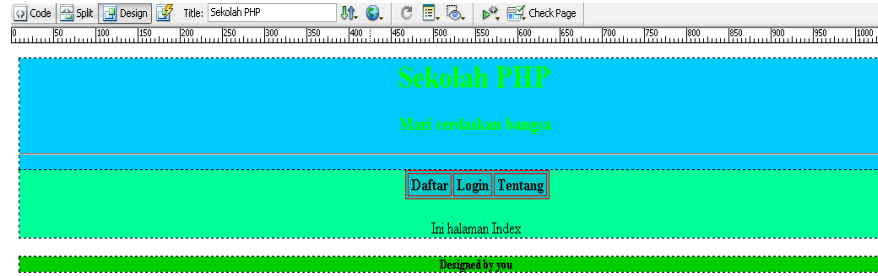 Code Split Design Title: Sekolah PHP Check Page
0 50 100 150 200 250 300 350 400 450 500 550 600 650 700 750 800 850 900 950 1000
Sekolah PHP
Mari cerdaskan bangsa
Daftar Login Tentang
Ini halaman Index
Designed by you